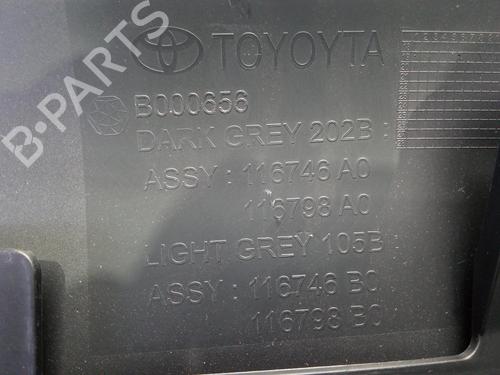 TOYOYTA
B000656
DARK GREY 202B :
ASSY : 116746 A0
116798 A0
LIGHT GREY 105B :
ASSY : 116746 B0
116798 B0
B-PARTS